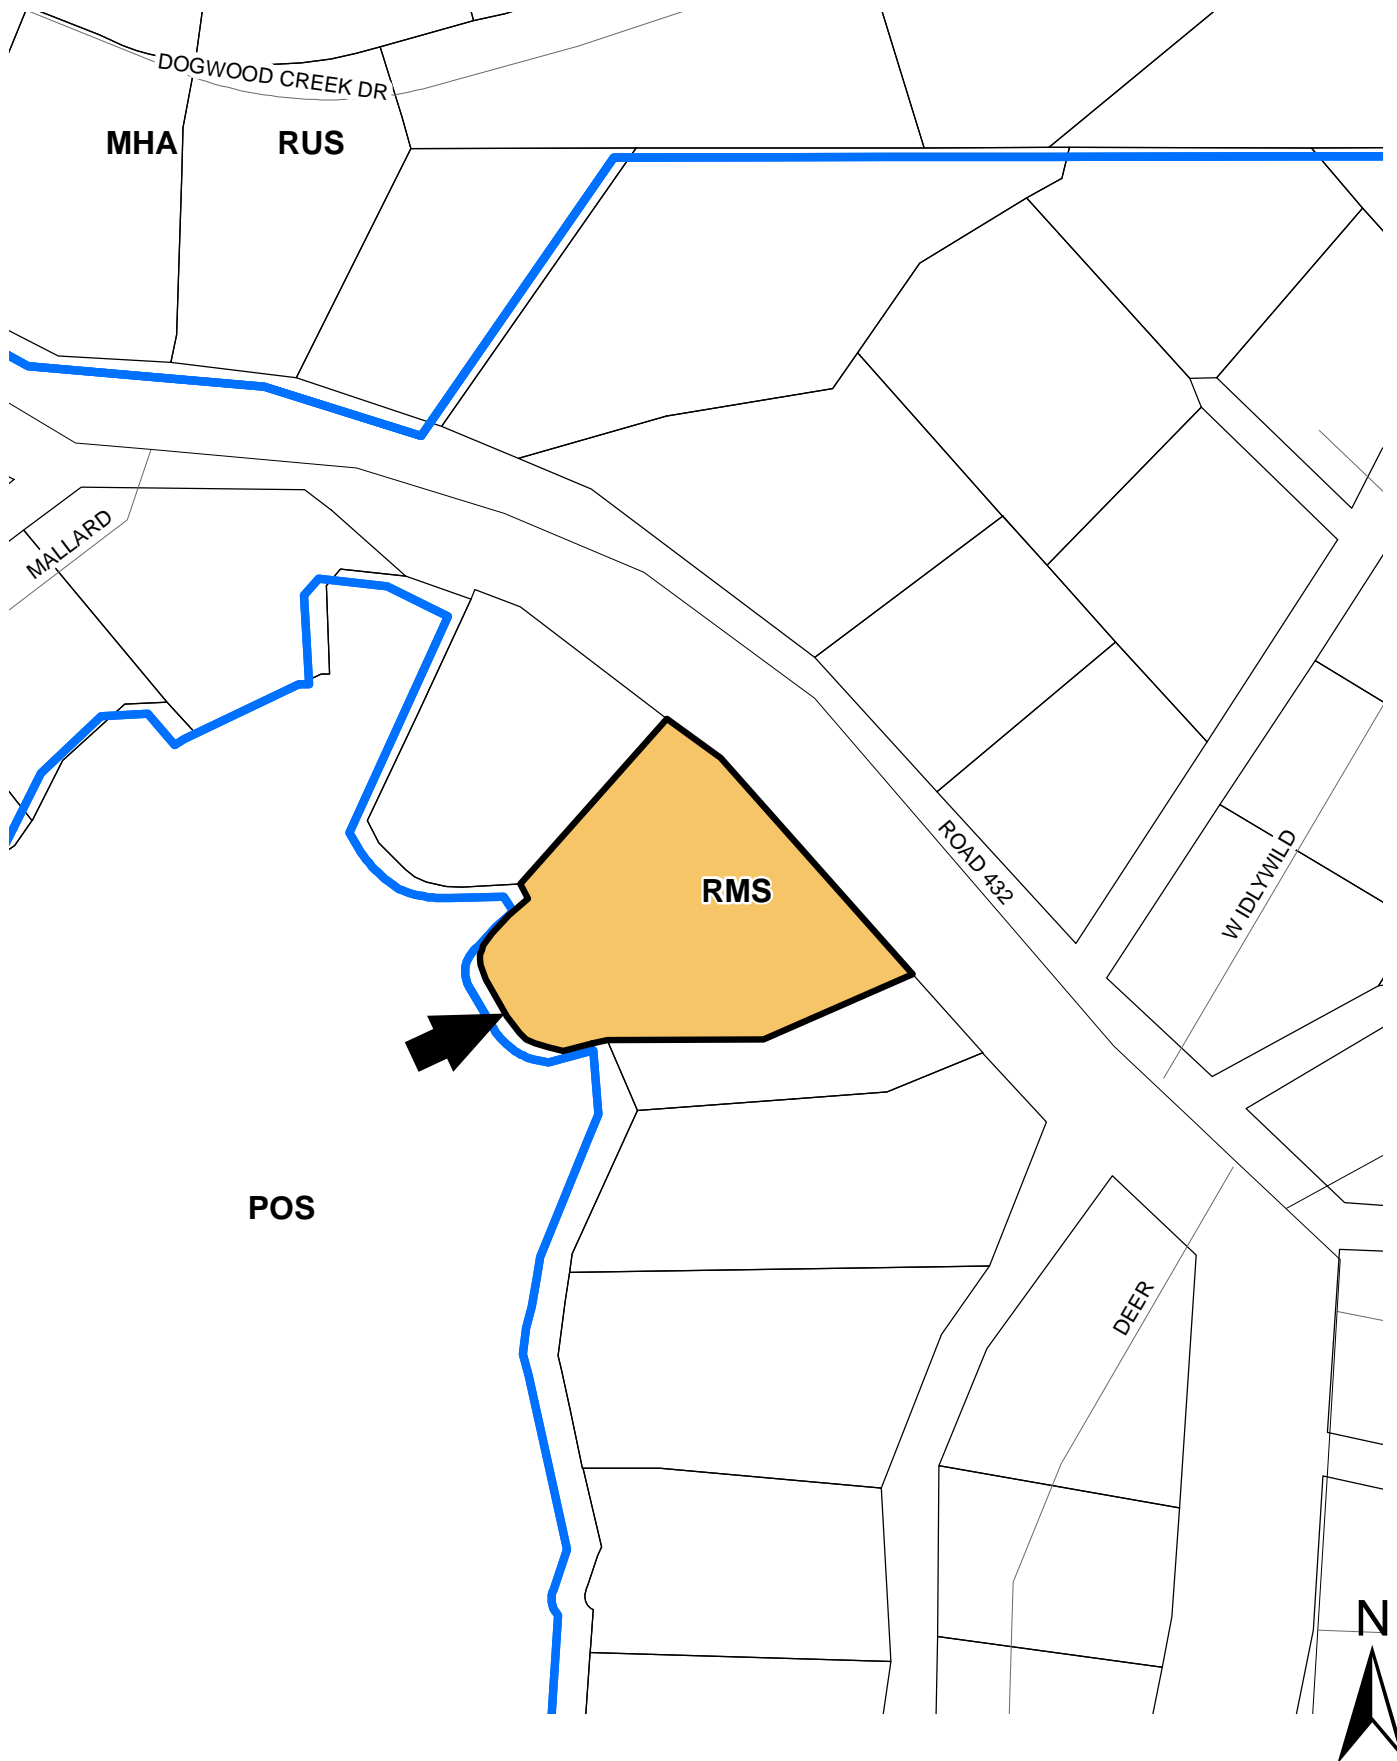 DOGWOOD CREEK DR
MHA
RUS
MALLARD
ROAD 432
W IDLYWILD
RMS
POS
DEER
N